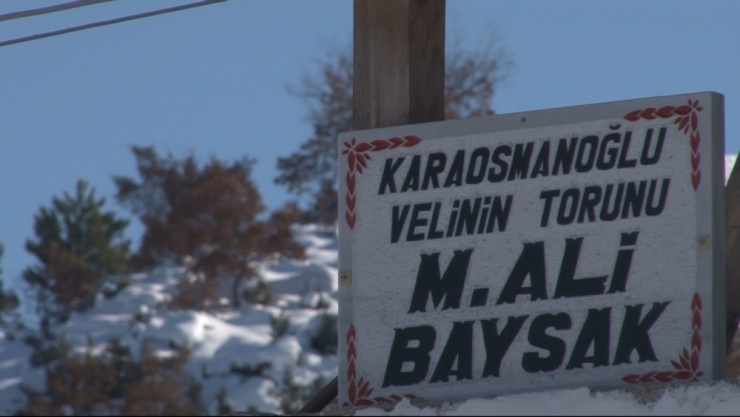 KARAOSMANOĞLU
VELİNİN TORUNU
M.ALİ
BAYSAK